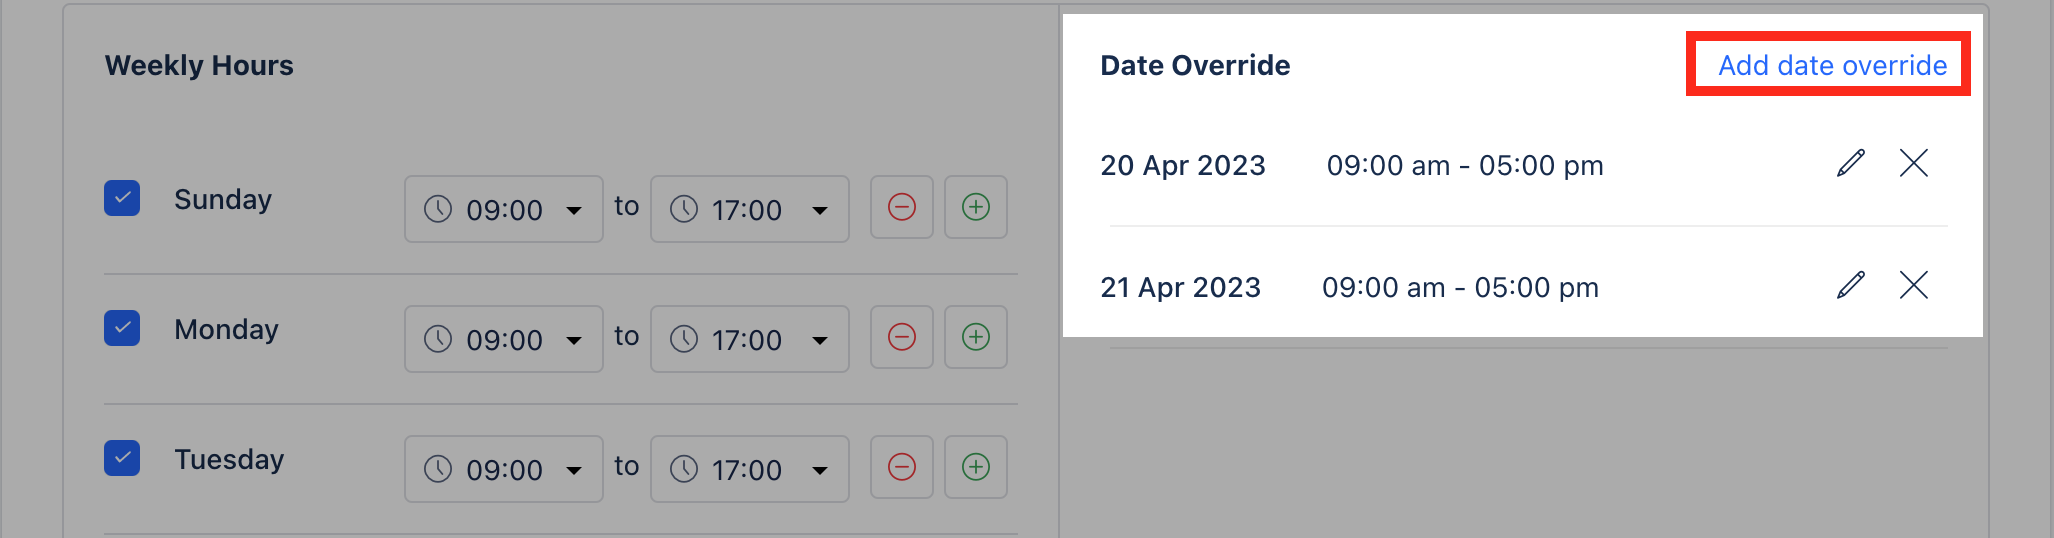 Weekly Hours
Sunday 09:00 to 17:00
Monday 09:00 to 17:00
Tuesday 09:00 to 17:00
Date Override Add date override
20 Apr 2023 09:00 am - 05:00 pm
21 Apr 2023 09:00 am - 05:00 pm